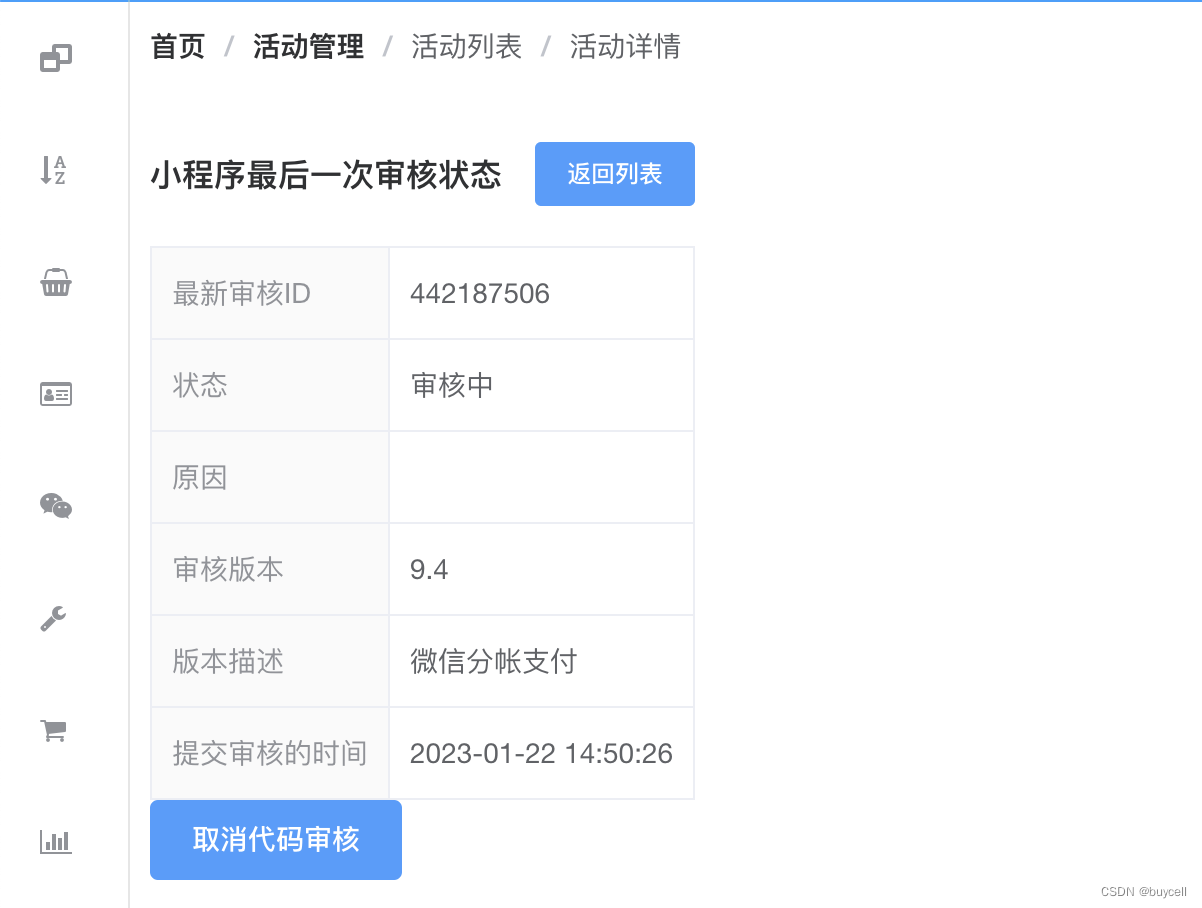 首页 / 活动管理 / 活动列表 / 活动详情
小程序最后一次审核状态 返回列表
最新审核ID 442187506
状态 审核中
原因
审核版本 9.4
版本描述 微信分帐支付
提交审核的时间 2023-01-22 14:50:26
取消代码审核
CSDN @buycell